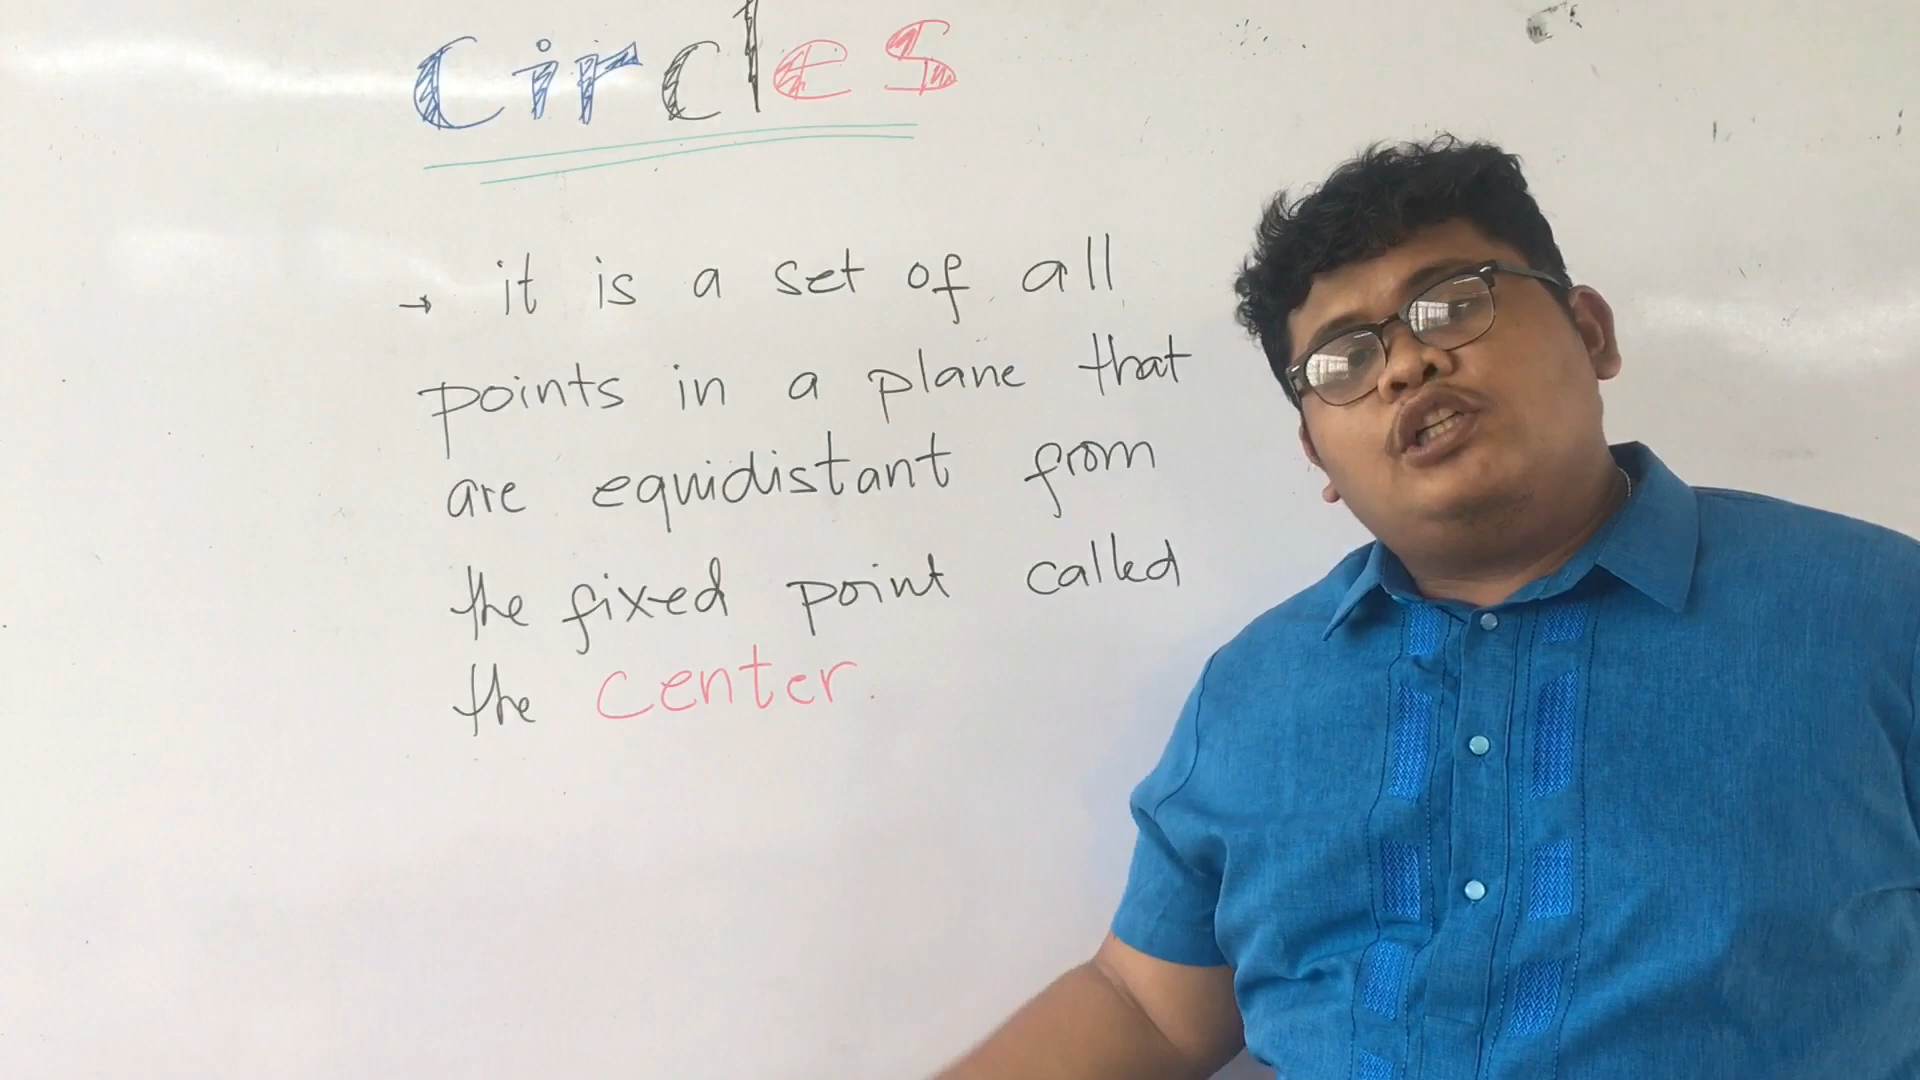 Circles
→ it is a set of all
points in a plane that
are equidistant from
the fixed point called
the center.